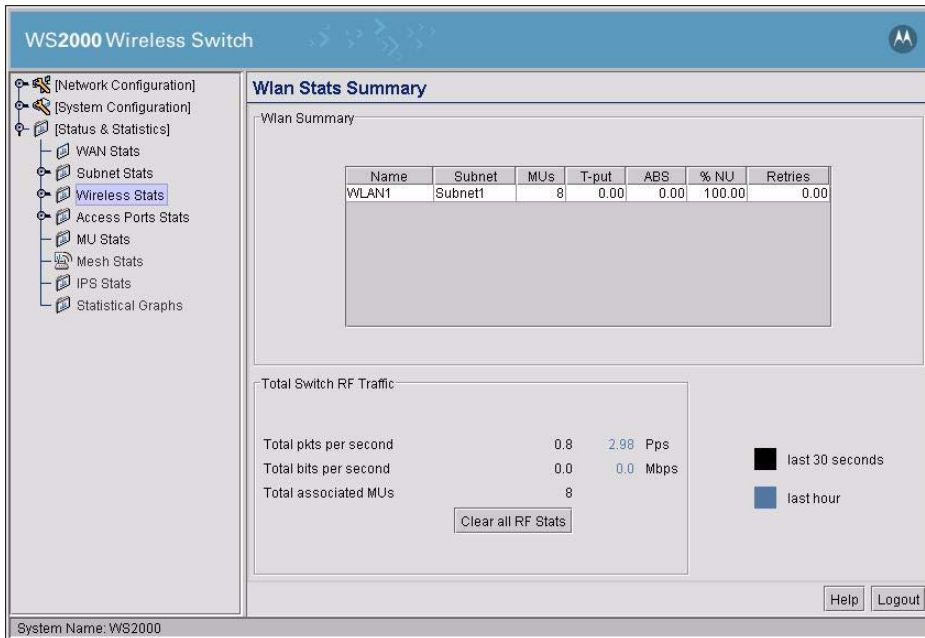 WS2000 Wireless Switch
[Network Configuration]
[System Configuration]
[Status & Statistics]
WAN Stats
Subnet Stats
Wireless Stats
Access Ports Stats
MU Stats
Mesh Stats
IPS Stats
Statistical Graphs
Wlan Stats Summary
Wlan Summary
Name Subnet MUs T-put ABS % NU Retries
WLAN1 Subnet1 8 0.00 0.00 100.00 0.00
Total Switch RF Traffic
Total pkts per second 0.8 2.98 Pps
Total bits per second 0.0 0.0 Mbps
Total associated MUs 8
Clear all RF Stats
last 30 seconds
last hour
Help Logout
System Name: WS2000